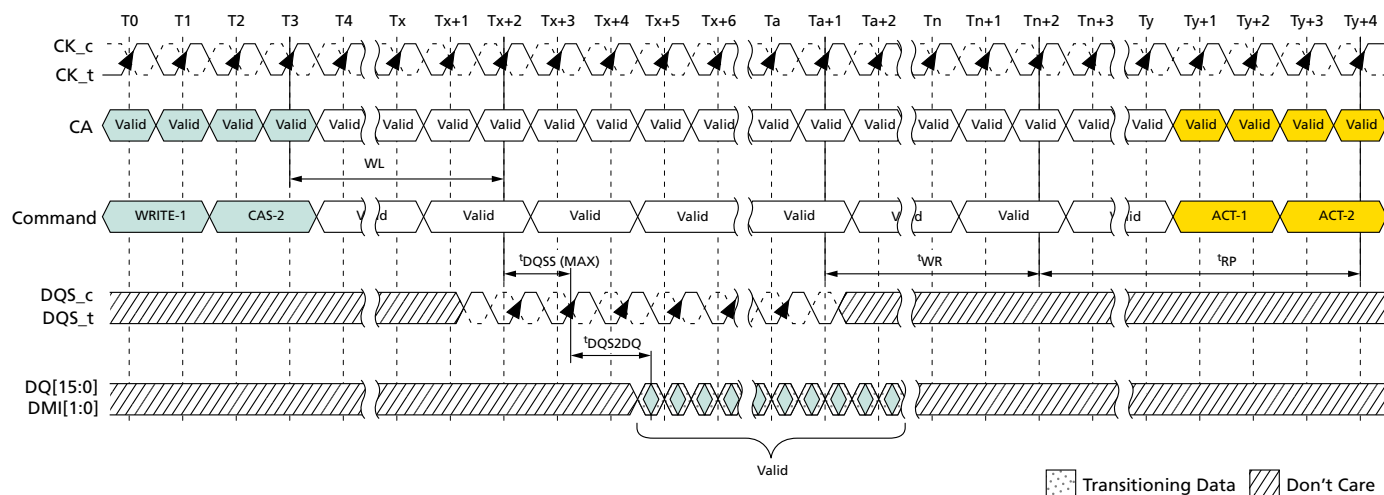 T0 T1 T2 T3 T4 Tx Tx+1 Tx+2 Tx+3 Tx+4 Tx+5 Tx+6 Ta Ta+1 Ta+2 Tn Tn+1 Tn+2 Tn+3 Ty Ty+1 Ty+2 Ty+3 Ty+4
CK_c
CK_t
CA Valid Valid Valid Valid Valid Valid Valid Valid Valid Valid Valid Valid Valid Valid Valid Valid Valid Valid Valid Valid Valid Valid Valid Valid
WL
Command WRITE-1 CAS-2 V id Valid Valid Valid Valid V d Valid V id ACT-1 ACT-2
tDQSS (MAX) tWR tRP
DQS_c
DQS_t
tDQS2DQ
DQ[15:0]
DMI[1:0]
Valid
Transitioning Data Don't Care